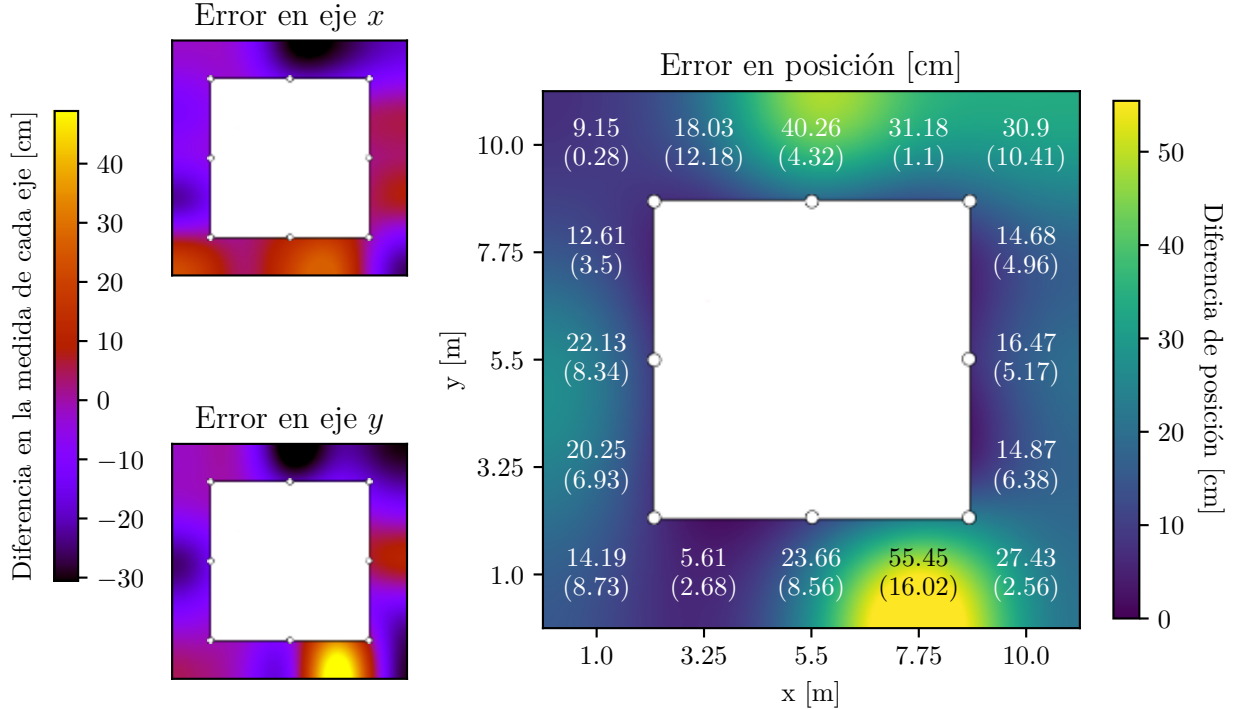 Error en eje x
Diferencia en la medida de cada eje [cm]
40
30
20
10
0
−10
−20
−30
Error en eje y
Error en posición [cm]
y [m]
10.0
7.75
5.5
3.25
1.0
9.15 18.03 40.26 31.18 30.9
(0.28) (12.18) (4.32) (1.1) (10.41)
12.61 14.68
(3.5) (4.96)
22.13 16.47
(8.34) (5.17)
20.25 14.87
(6.93) (6.38)
14.19 5.61 23.66 55.45 27.43
(8.73) (2.68) (8.56) (16.02) (2.56)
1.0 3.25 5.5 7.75 10.0
x [m]
50
40
30
20
10
0
Diferencia de posición [cm]